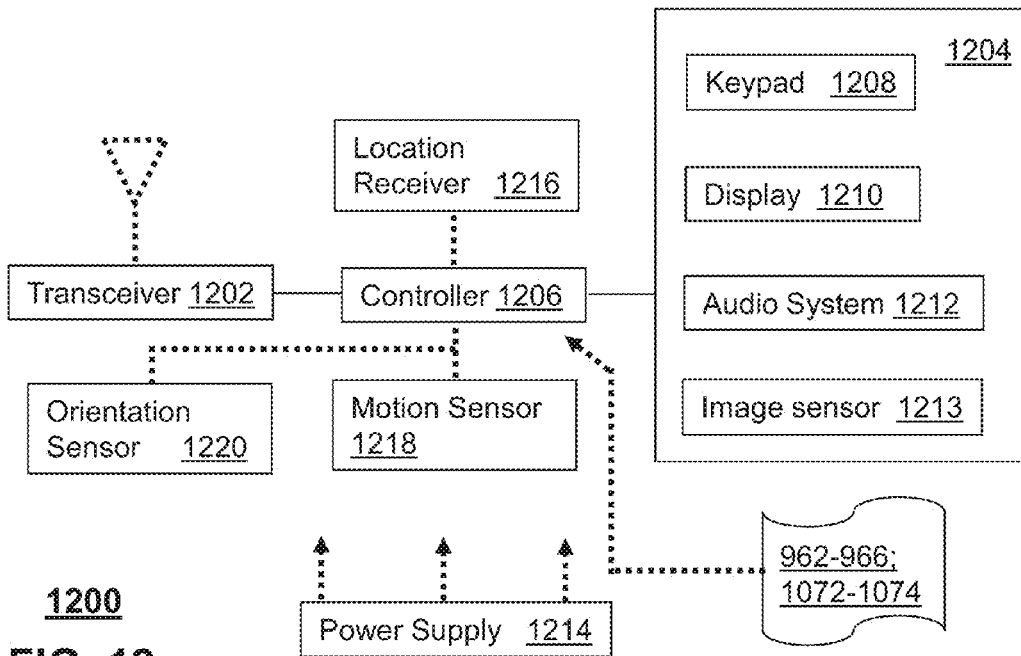 1204
Keypad 1208
Location
Receiver 1216
Display 1210
Transceiver 1202
Controller 1206
Audio System 1212
Orientation
Sensor 1220
Motion Sensor
1218
Image sensor 1213
962-966;
1072-1074
1200
Power Supply 1214